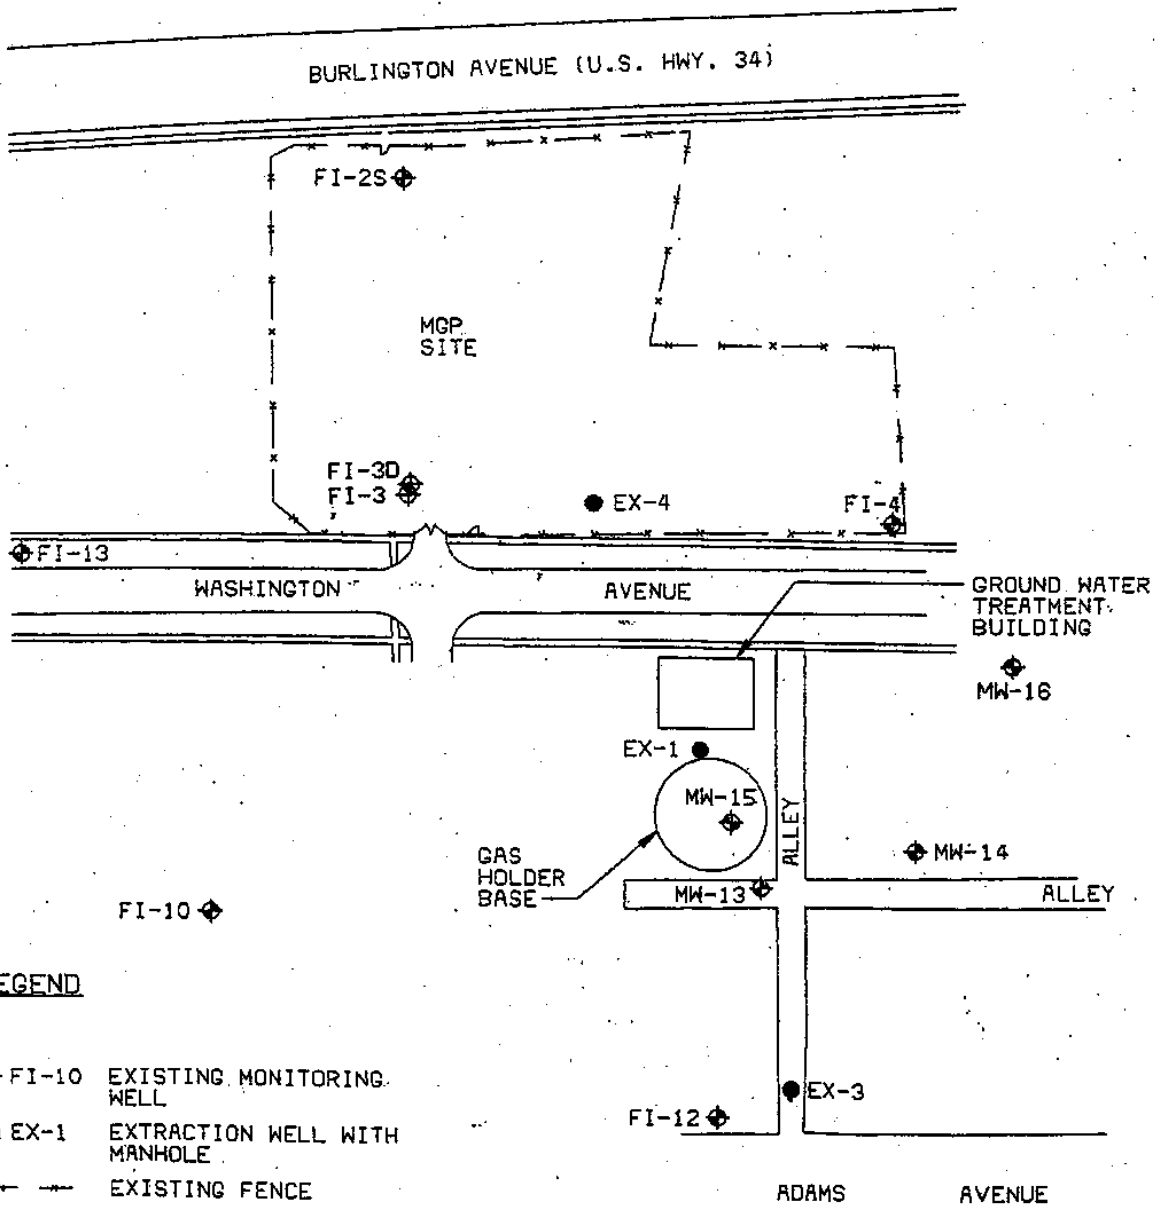 BURLINGTON AVENUE (U.S. HWY. 34)
FI-2S
MGP
SITE
FI-3D
FI-3
EX-4
FI-4
FI-13
WASHINGTON AVENUE
GROUND WATER
TREATMENT
BUILDING
MW-16
EX-1
MW-15
ALLEY
GAS
HOLDER
BASE
MW-14
MW-13
ALLEY
FI-10
EGEND
FI-10 EXISTING MONITORING
WELL
EX-1 EXTRACTION WELL WITH
MANHOLE
EXISTING FENCE
EX-3
FI-12
ADAMS AVENUE